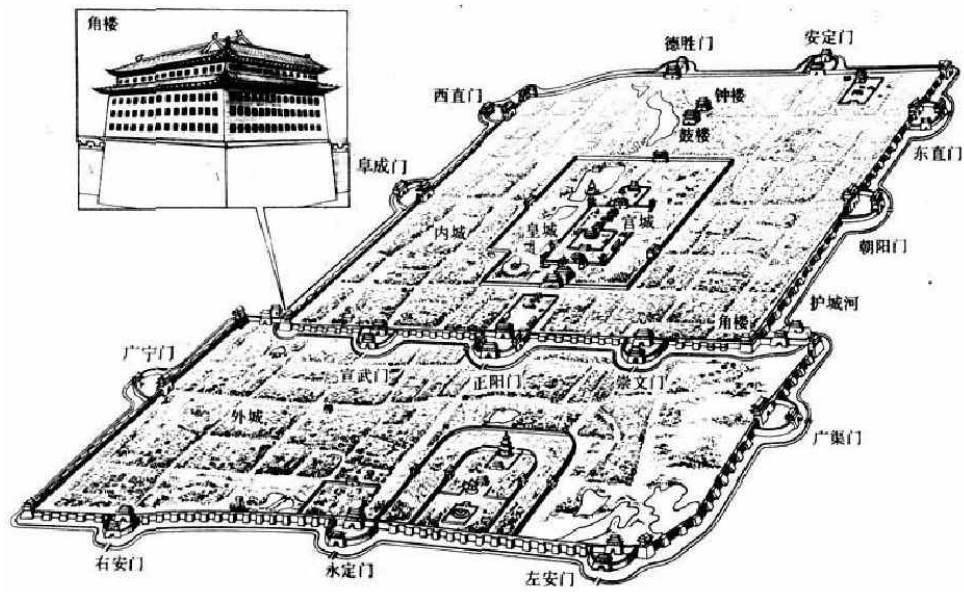 角楼
德胜门
安定门
西直门
钟楼
鼓楼
东直门
阜成门
内城
皇城
宫城
朝阳门
护城河
角楼
广宁门
宣武门
正阳门
崇文门
外城
广渠门
右安门
永定门
左安门